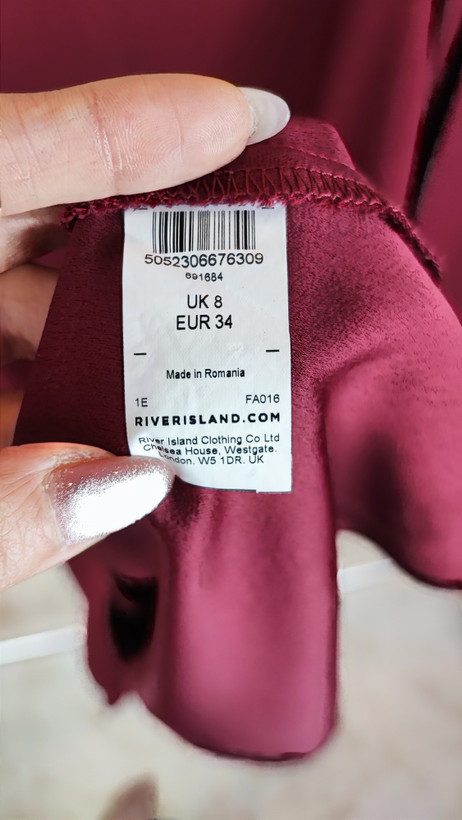 5052306676309
691684
UK 8
EUR 34
Made in Romania
1E FA016
RIVERISLAND.COM
River Island Clothing Co Ltd
Chelsea House, Westgate.
London. W5 1DR. UK